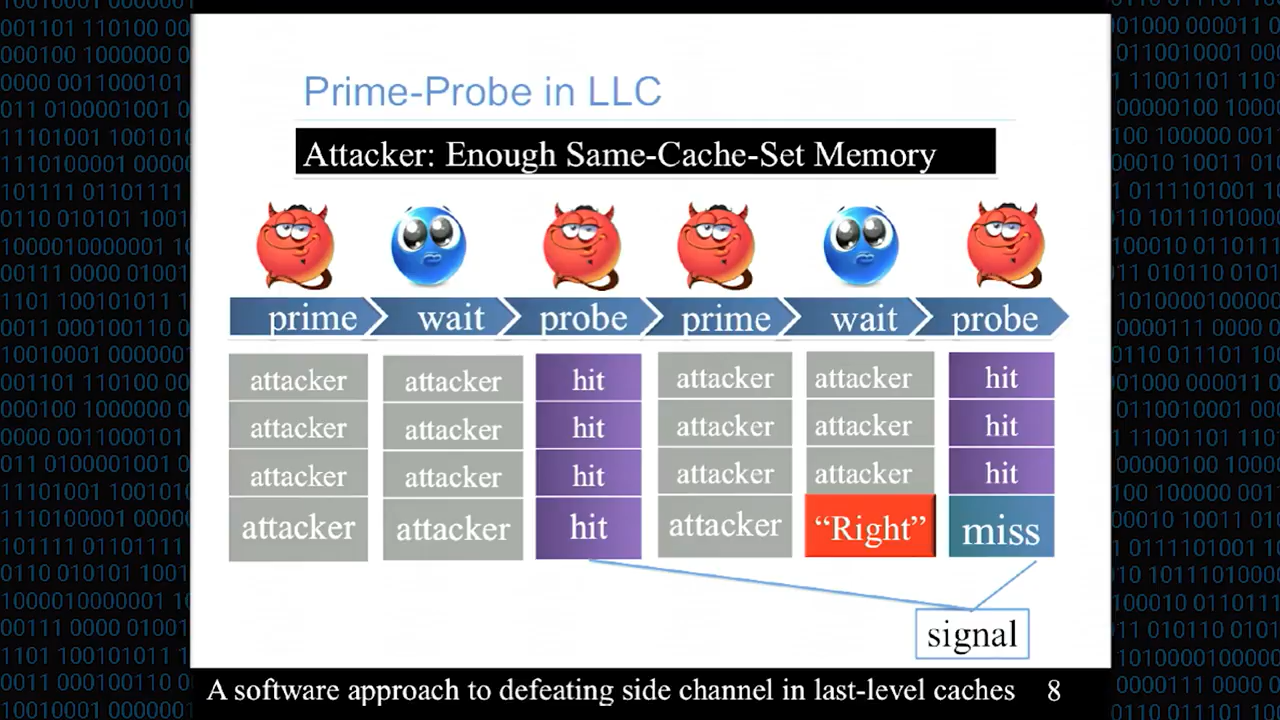 Prime-Probe in LLC
Attacker: Enough Same-Cache-Set Memory
prime wait probe prime wait probe
attacker attacker hit attacker attacker hit
attacker attacker hit attacker attacker hit
attacker attacker hit attacker attacker hit
attacker attacker hit attacker “Right” miss
signal
A software approach to defeating side channel in last-level caches 8